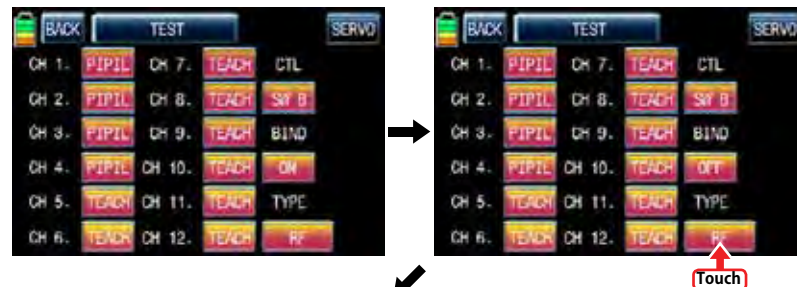 BACK TEST SERVO
CH 1. PIPIL CH 7. TEACH CTL
CH 2. PIPIL CH 8. TEACH SW B
CH 3. PIPIL CH 9. TEACH BIND
CH 4. PIPIL CH 10. TEACH ON
CH 5. TEACH CH 11. TEACH TYPE
CH 6. TEACH CH 12. TEACH RF
BACK TEST SERVO
CH 1. PIPIL CH 7. TEACH CTL
CH 2. PIPIL CH 8. TEACH SW B
CH 3. PIPIL CH 9. TEACH BIND
CH 4. PIPIL CH 10. TEACH OFF
CH 5. TEACH CH 11. TEACH TYPE
CH 6. TEACH CH 12. TEACH RF
Touch